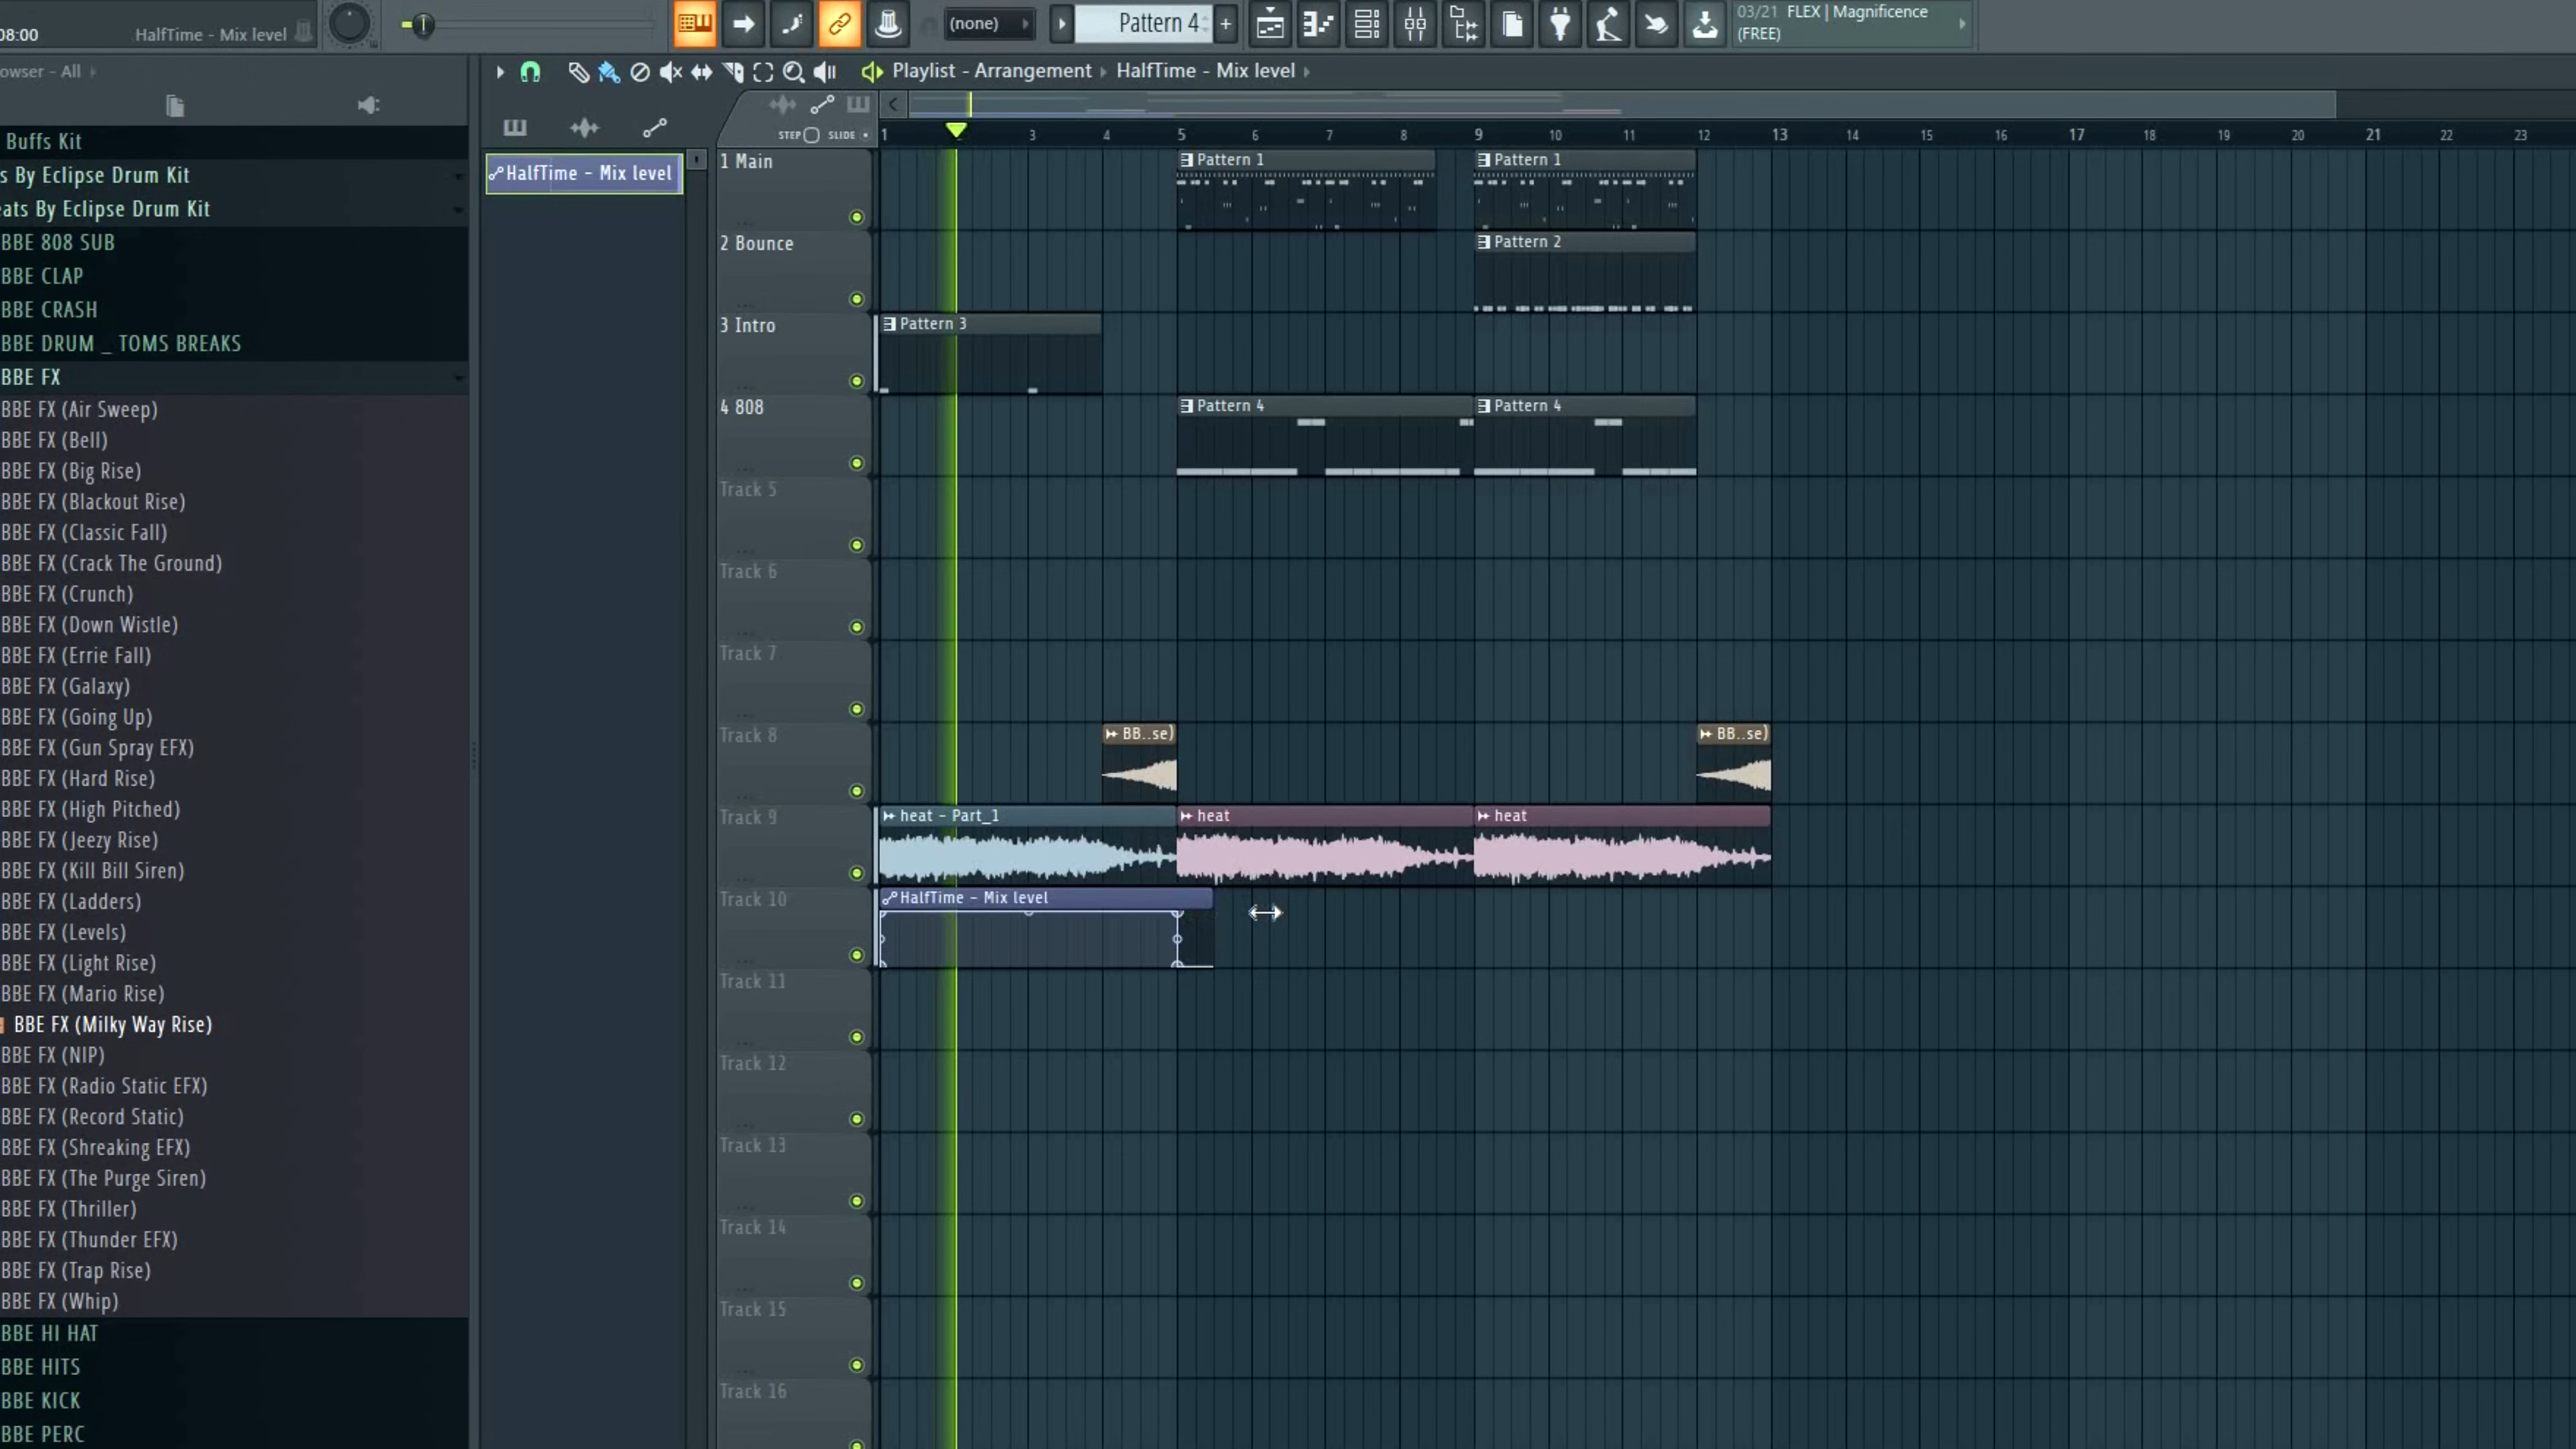 08:00
HalfTime - Mix level
(none)
Pattern 4
+
03/21 FLEX | Magnificence
(FREE)
owser - All
Playlist - Arrangement
HalfTime - Mix level
STEP
SLIDE
1 3 4 5 6 7 8 9 10 11 12 13 14 15 16 17 18 19 20 21 22 23
Buffs Kit
s By Eclipse Drum Kit
eats By Eclipse Drum Kit
BBE 808 SUB
BBE CLAP
BBE CRASH
BBE DRUM _ TOMS BREAKS
BBE FX
BBE FX (Air Sweep)
BBE FX (Bell)
BBE FX (Big Rise)
BBE FX (Blackout Rise)
BBE FX (Classic Fall)
BBE FX (Crack The Ground)
BBE FX (Crunch)
BBE FX (Down Wistle)
BBE FX (Errie Fall)
BBE FX (Galaxy)
BBE FX (Going Up)
BBE FX (Gun Spray EFX)
BBE FX (Hard Rise)
BBE FX (High Pitched)
BBE FX (Jeezy Rise)
BBE FX (Kill Bill Siren)
BBE FX (Ladders)
BBE FX (Levels)
BBE FX (Light Rise)
BBE FX (Mario Rise)
BBE FX (Milky Way Rise)
BBE FX (NIP)
BBE FX (Radio Static EFX)
BBE FX (Record Static)
BBE FX (Shreaking EFX)
BBE FX (The Purge Siren)
BBE FX (Thriller)
BBE FX (Thunder EFX)
BBE FX (Trap Rise)
BBE FX (Whip)
BBE HI HAT
BBE HITS
BBE KICK
BBE PERC
HalfTime - Mix level
1 Main
Pattern 1
Pattern 1
2 Bounce
Pattern 2
3 Intro
Pattern 3
4 808
Pattern 4
Pattern 4
Track 5
Track 6
Track 7
Track 8
BB..se)
BB..se)
Track 9
heat - Part_1
heat
heat
Track 10
HalfTime - Mix level
Track 11
Track 12
Track 13
Track 14
Track 15
Track 16